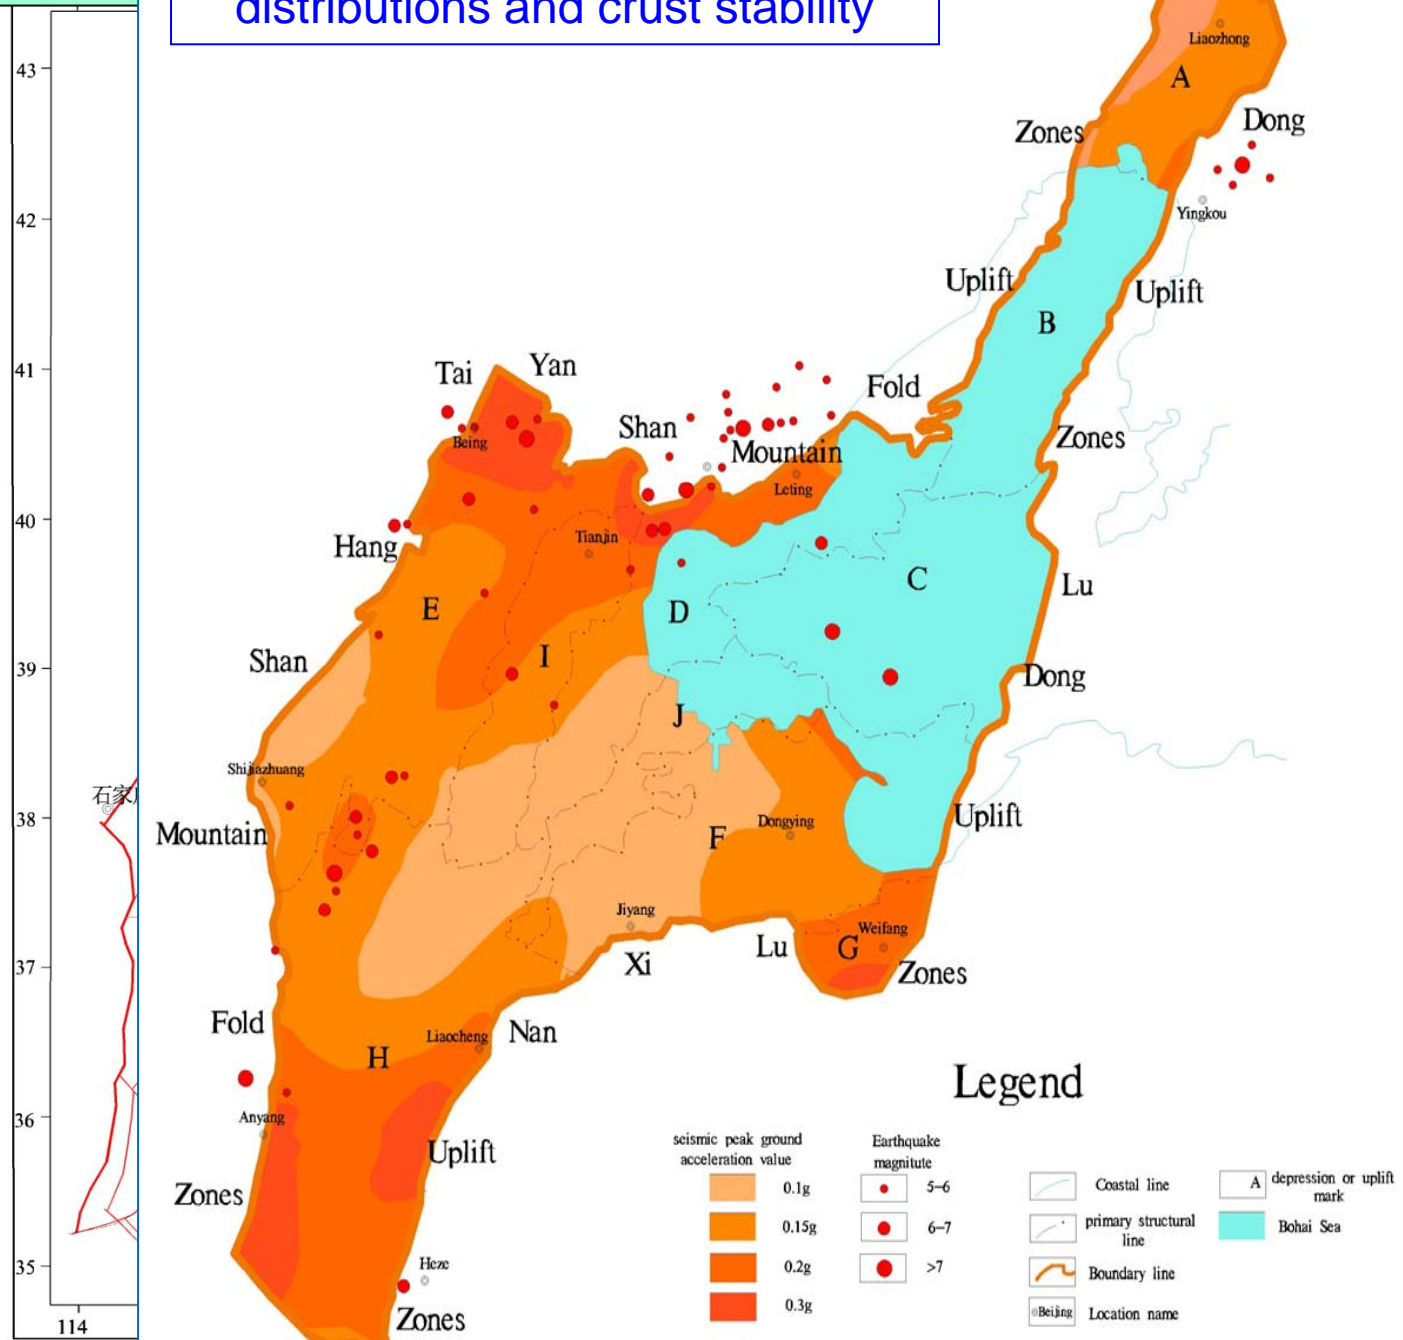 distributions and crust stability
43
42
41
40
39
38
37
36
35
114
石家
Liaozhong
A
Zones
Dong
Yingkou
Uplift
Uplift
B
Tai
Yan
Fold
Shan
Being
Mountain
Zones
Leting
Hang
Tianjin
C
Lu
E
D
I
Shan
Dong
J
Shijiazhuang
Mountain
Uplift
F
Dongying
Jiyang
Lu
Weifang
G
Xi
Zones
Fold
Liaocheng
Nan
H
Anyang
Uplift
Zones
Heze
Zones
Legend
seismic peak ground
acceleration value
0.1g
0.15g
0.2g
0.3g
Earthquake
magnitute
5-6
6-7
>7
Coastal line
primary structural
line
Boundary line
Beijing
Location name
A
depression or uplift
mark
Bohai Sea